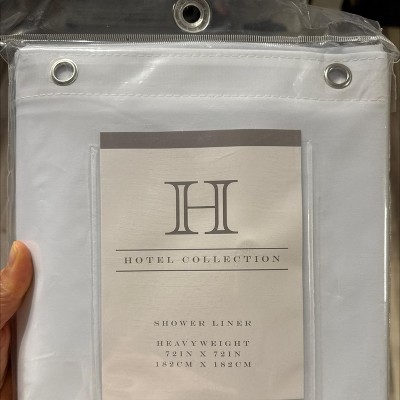 H
HOTEL COLLECTION
SHOWER LINER
HEAVYWEIGHT
72IN X 72IN
182CM X 182CM